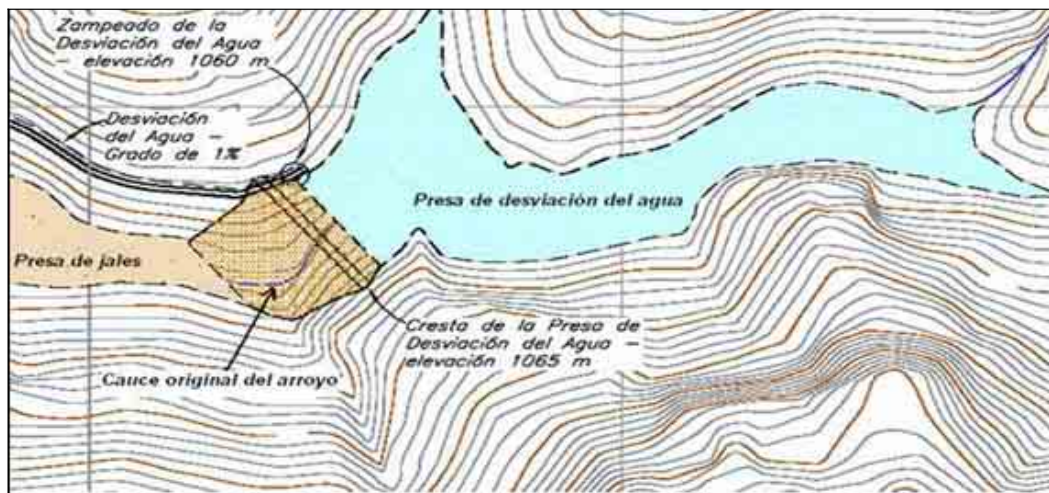 Zampeado de la
Desviación del Agua
– elevación 1060 m
Desviación
del Agua –
Grado de 1%
Presa de desviación del agua
Presa de jales
Cresta de la Presa de
Desviación del Agua –
elevación 1065 m
Cauce original del arroyo